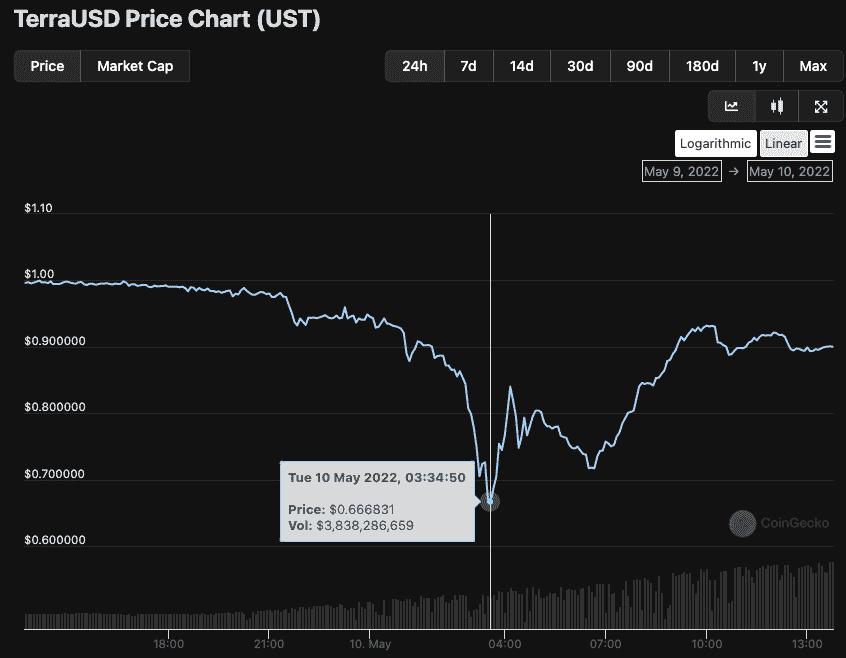 TerraUSD Price Chart (UST)
Price Market Cap 24h 7d 14d 30d 90d 180d 1y Max
Logarithmic Linear
May 9, 2022 → May 10, 2022
$1.10
$1.00
$0.900000
$0.800000
$0.700000
Tue 10 May 2022, 03:34:50
Price: $0.666831
Vol: $3,838,286,659
CoinGecko
$0.600000
18:00 21:00 10. May 04:00 07:00 10:00 13:00